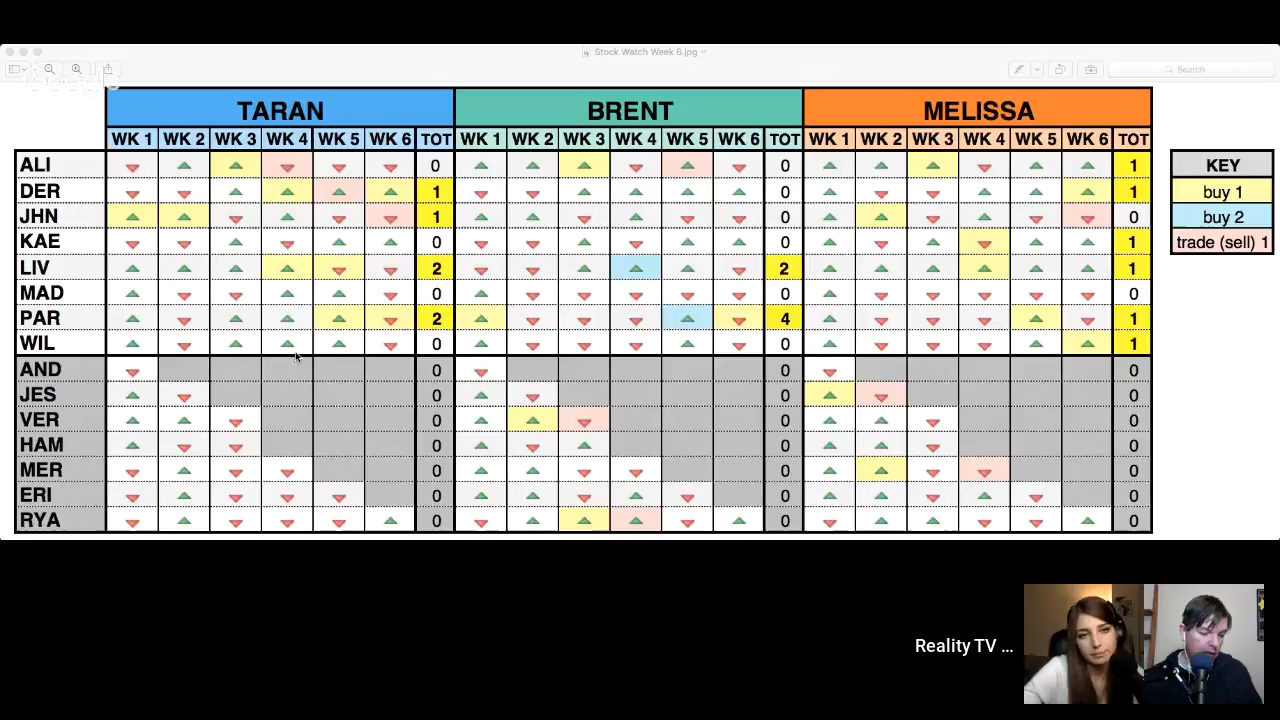 Stock Watch Week 6.jpg
Search
TARAN BRENT MELISSA
WK 1 WK 2 WK 3 WK 4 WK 5 WK 6 TOT WK 1 WK 2 WK 3 WK 4 WK 5 WK 6 TOT WK 1 WK 2 WK 3 WK 4 WK 5 WK 6 TOT
ALI 0 0 1 KEY
DER 1 0 1 buy 1
JHN 1 0 0 buy 2
KAE 0 0 1 trade (sell) 1
LIV 2 2 1
MAD 0 0 0
PAR 2 4 1
WIL 0 0 1
AND 0 0 0
JES 0 0 0
VER 0 0 0
HAM 0 0 0
MER 0 0 0
ERI 0 0 0
RYA 0 0 0
Reality TV ...